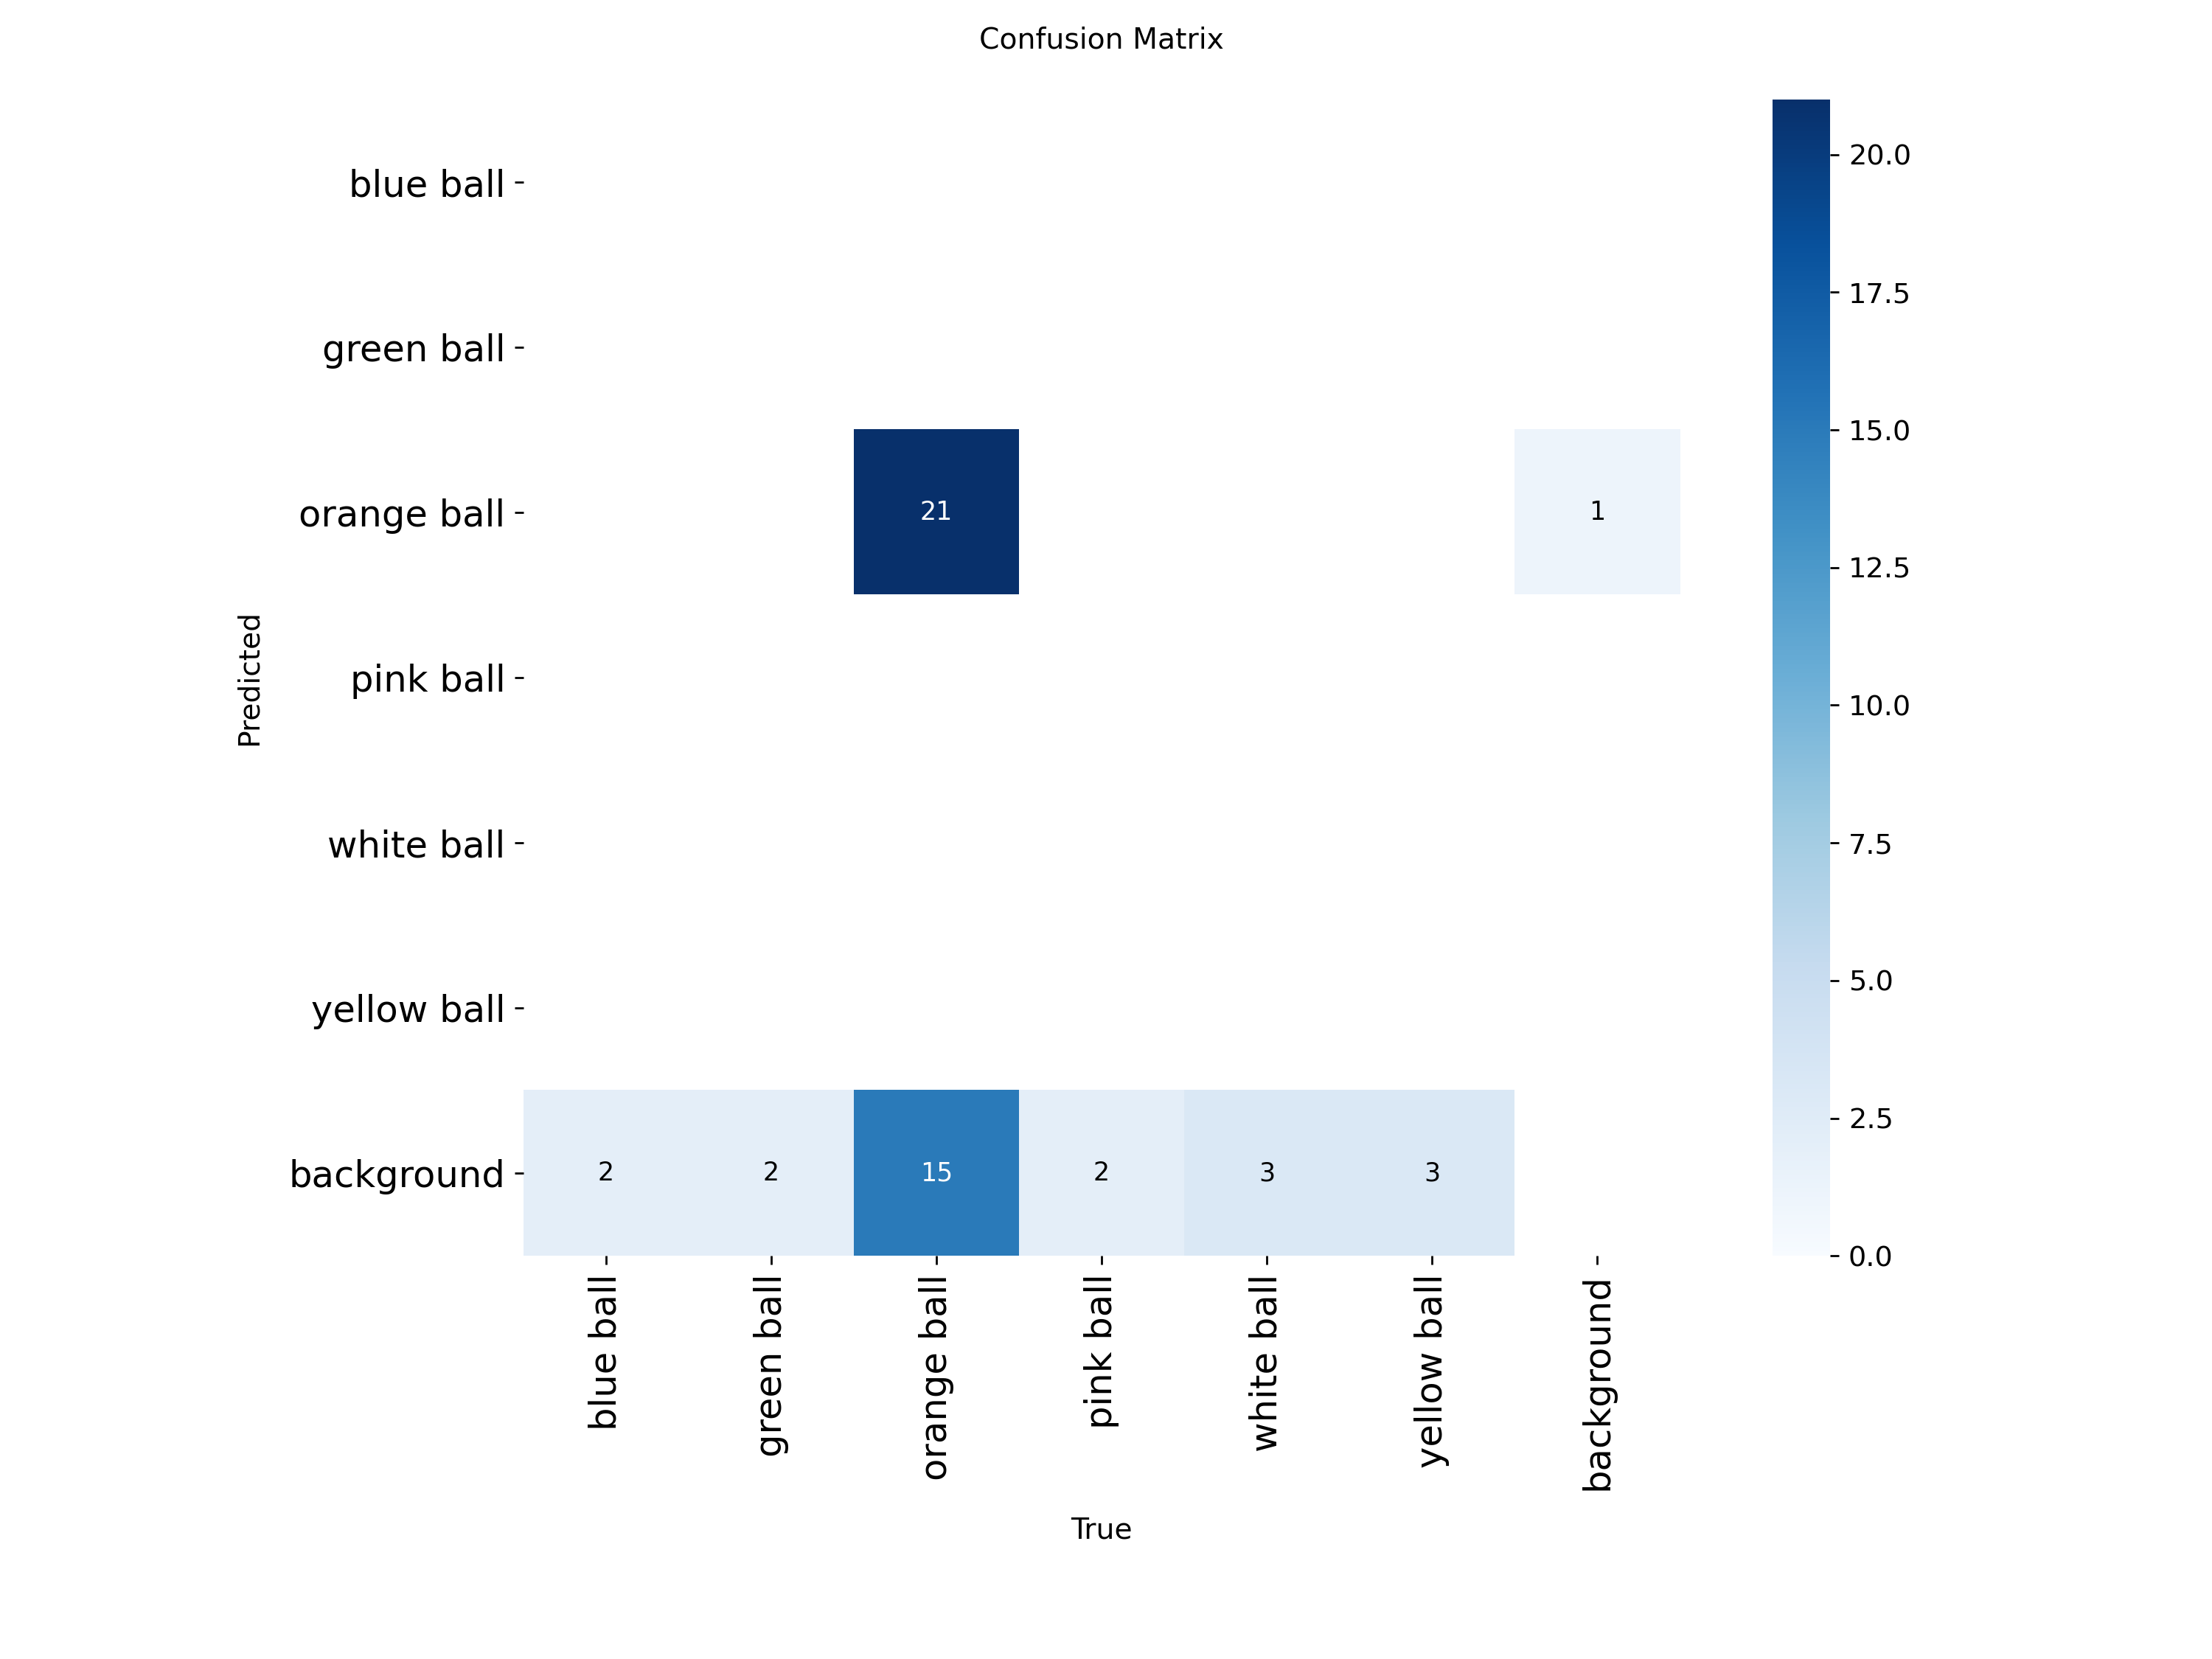 Confusion Matrix
blue ball
green ball
orange ball
pink ball
white ball
yellow ball
background
Predicted
21
1
2
2
15
2
3
3
blue ball
green ball
orange ball
pink ball
white ball
yellow ball
background
True
20.0
17.5
15.0
12.5
10.0
7.5
5.0
2.5
0.0